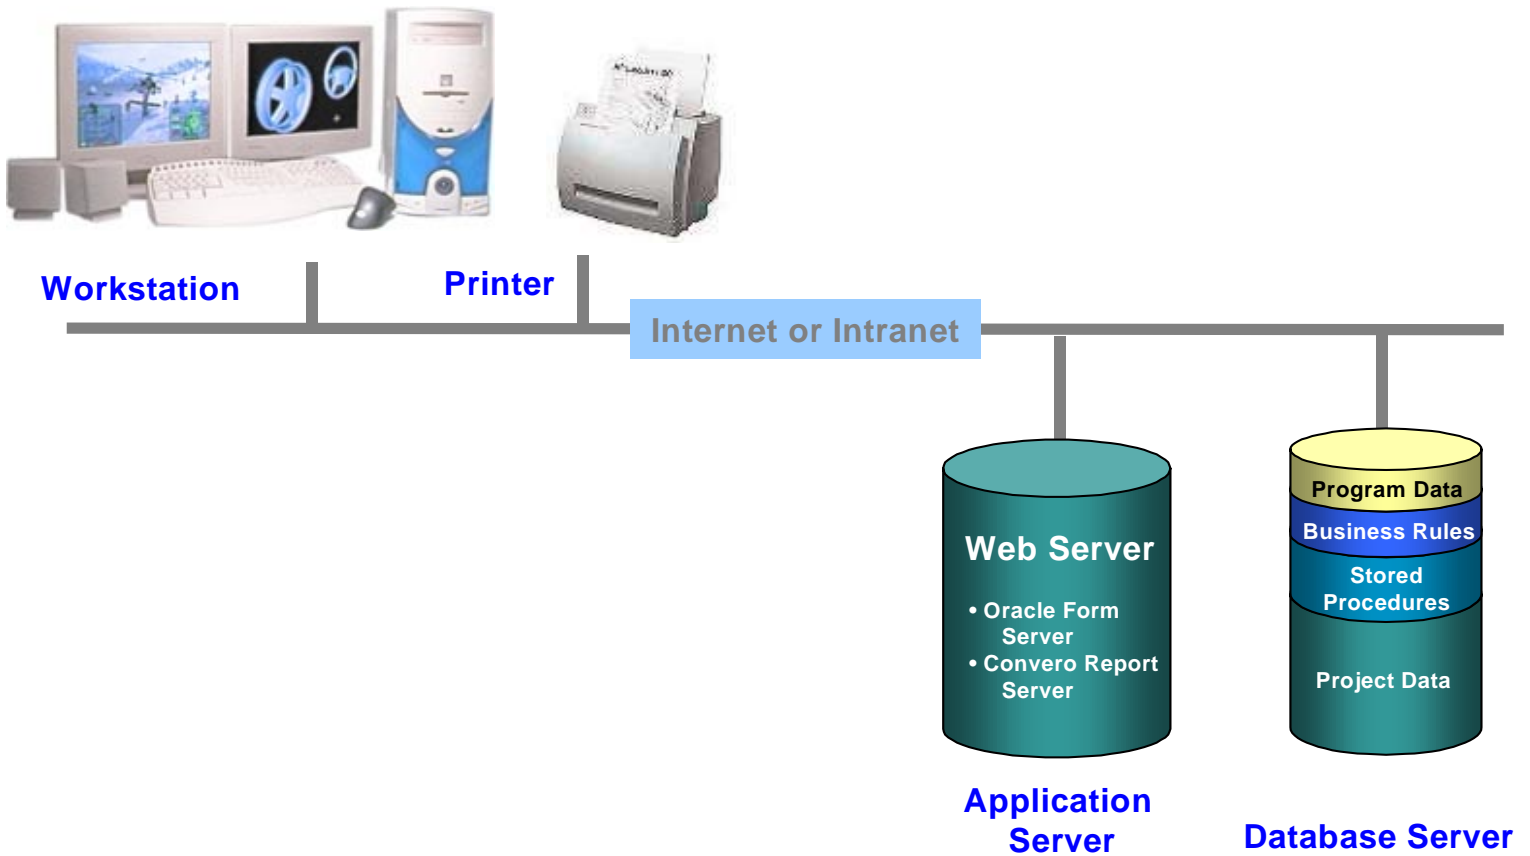 Workstation
Printer
Internet or Intranet
Web Server
• Oracle Form
Server
• Convero Report
Server
Application
Server
Program Data
Business Rules
Stored
Procedures
Project Data
Database Server